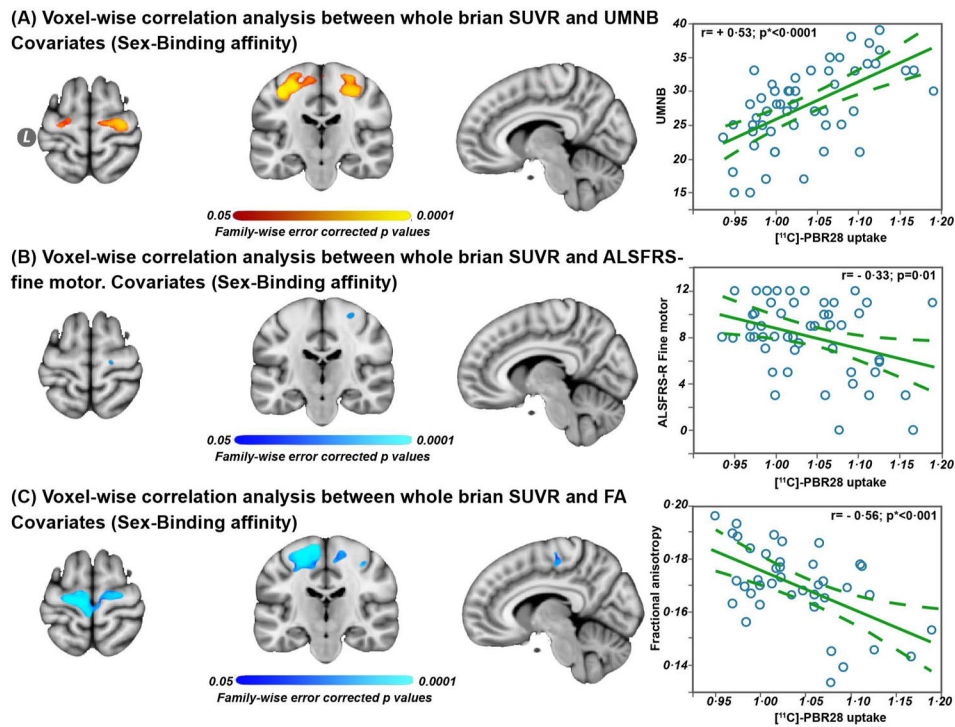 (A) Voxel-wise correlation analysis between whole brian SUVR and UMNB
Covariates (Sex-Binding affinity)
L
0.05
0.0001
Family-wise error corrected p values
r= + 0·53; p*<0·0001
UMNB
40
35
30
25
20
15
0·95 1·00 1·05 1·10 1·15 1·20
[¹¹C]-PBR28 uptake
(B) Voxel-wise correlation analysis between whole brian SUVR and ALSFRS-
fine motor. Covariates (Sex-Binding affinity)
0.05
0.0001
Family-wise error corrected p values
r= - 0·33; p=0·01
ALSFRS-R Fine motor
12
8
4
0
0·95 1·00 1·05 1·10 1·15 1·20
[¹¹C]-PBR28 uptake
(C) Voxel-wise correlation analysis between whole brian SUVR and FA
Covariates (Sex-Binding affinity)
0.05
0.0001
Family-wise error corrected p values
r= - 0·56; p*<0·001
Fractional anisotropy
0·20
0·18
0·16
0·14
0·95 1·00 1·05 1·10 1·15 1·20
[¹¹C]-PBR28 uptake